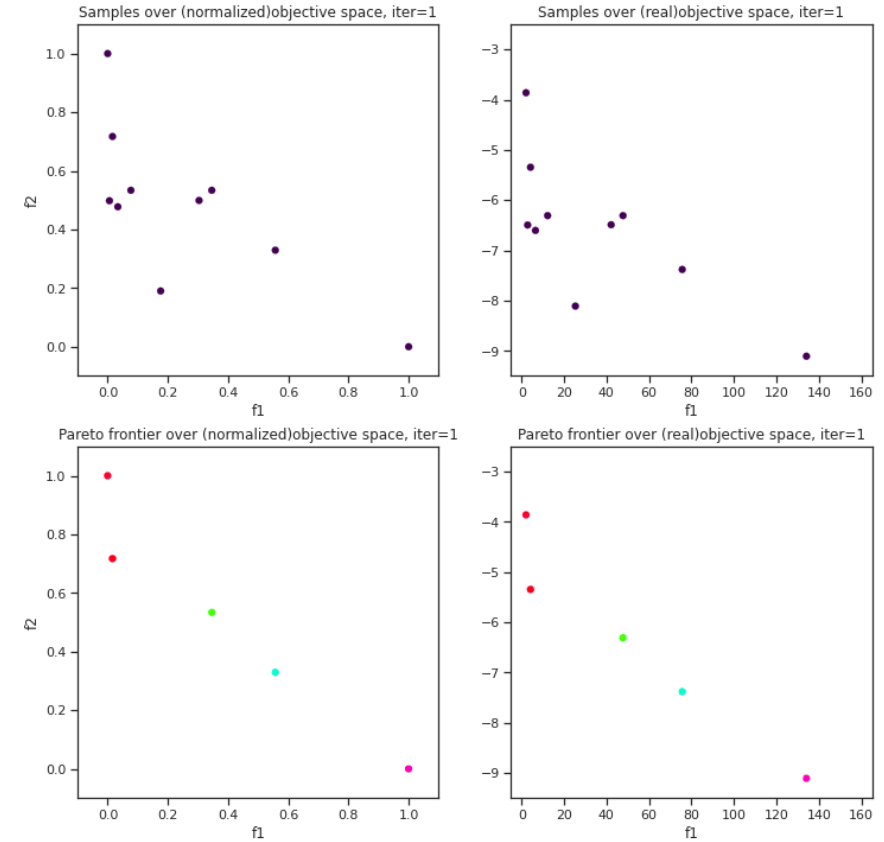 Samples over (normalized)objective space, iter=1
1.0
0.8
0.6
0.4
0.2
0.0
f2
0.0 0.2 0.4 0.6 0.8 1.0
f1
Samples over (real)objective space, iter=1
−3
−4
−5
−6
−7
−8
−9
0 20 40 60 80 100 120 140 160
f1
Pareto frontier over (normalized)objective space, iter=1
1.0
0.8
0.6
0.4
0.2
0.0
f2
0.0 0.2 0.4 0.6 0.8 1.0
f1
Pareto frontier over (real)objective space, iter=1
−3
−4
−5
−6
−7
−8
−9
0 20 40 60 80 100 120 140 160
f1